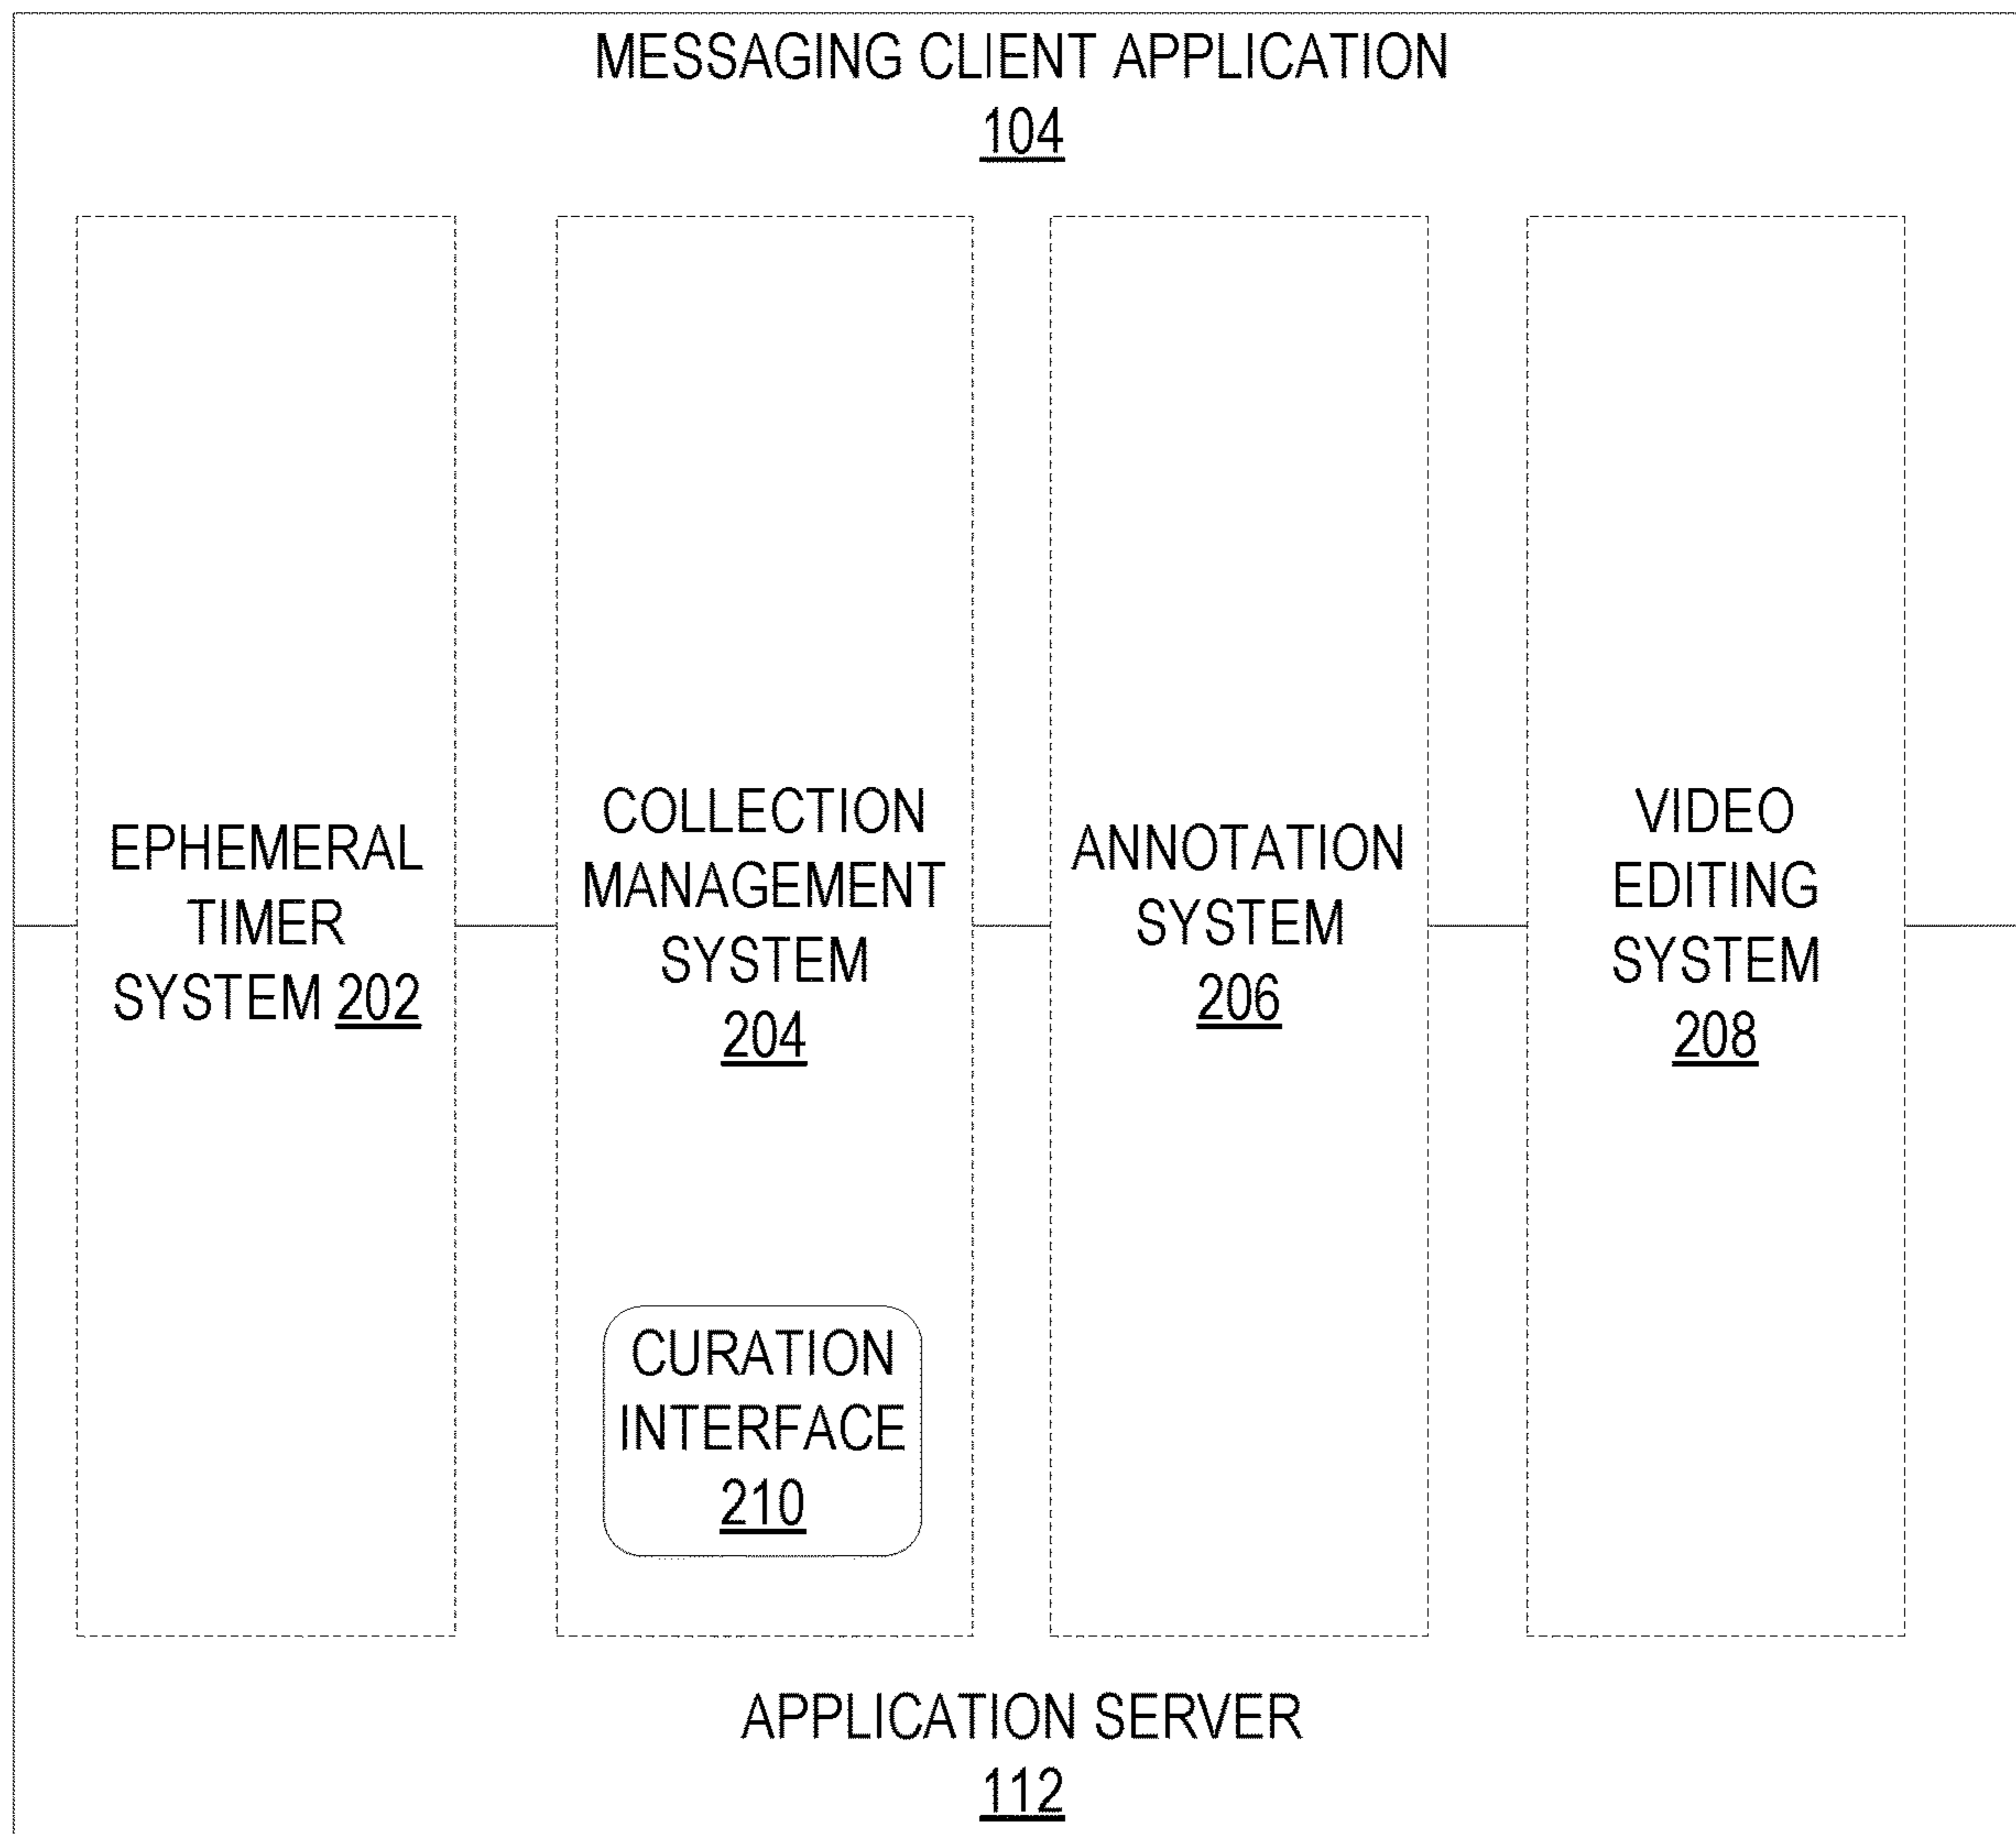 MESSAGING CLIENT APPLICATION
104
EPHEMERAL
TIMER
SYSTEM 202
COLLECTION
MANAGEMENT
SYSTEM
204
CURATION
INTERFACE
210
ANNOTATION
SYSTEM
206
VIDEO
EDITING
SYSTEM
208
APPLICATION SERVER
112